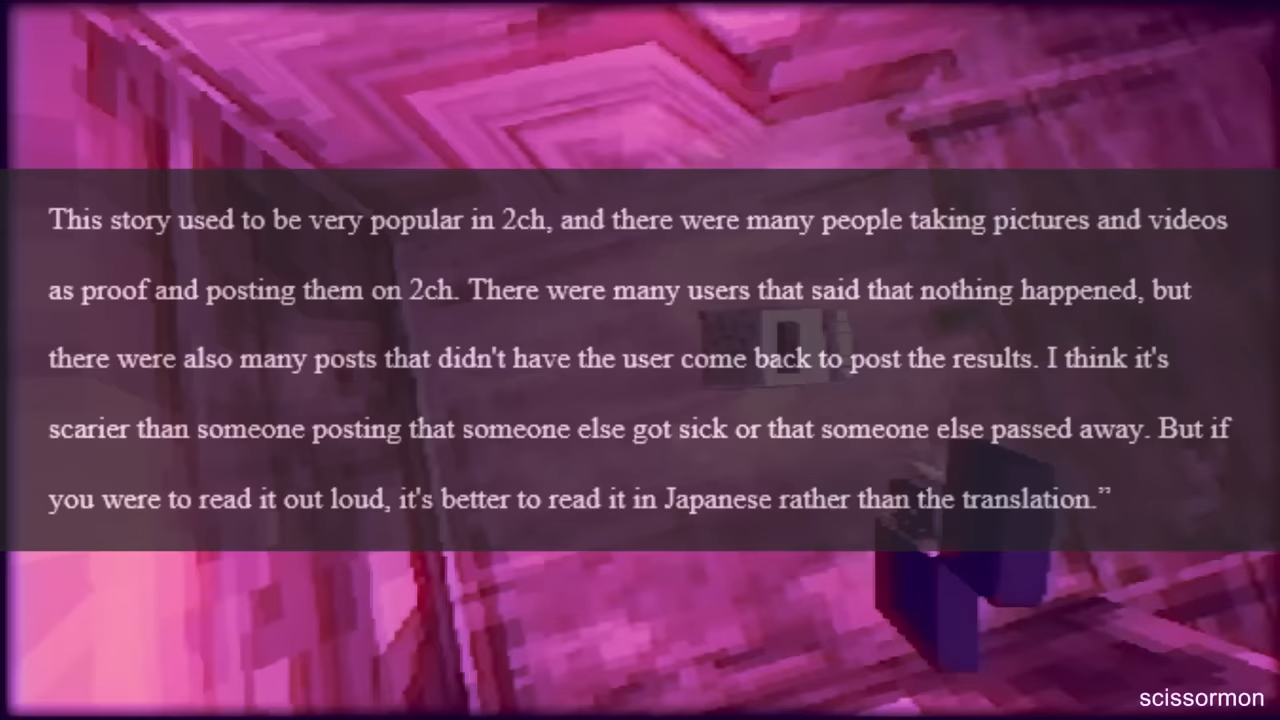 This story used to be very popular in 2ch, and there were many people taking pictures and videos
as proof and posting them on 2ch. There were many users that said that nothing happened, but
there were also many posts that didn't have the user come back to post the results. I think it's
scarier than someone posting that someone else got sick or that someone else passed away. But if
you were to read it out loud, it's better to read it in Japanese rather than the translation.”
scissormon